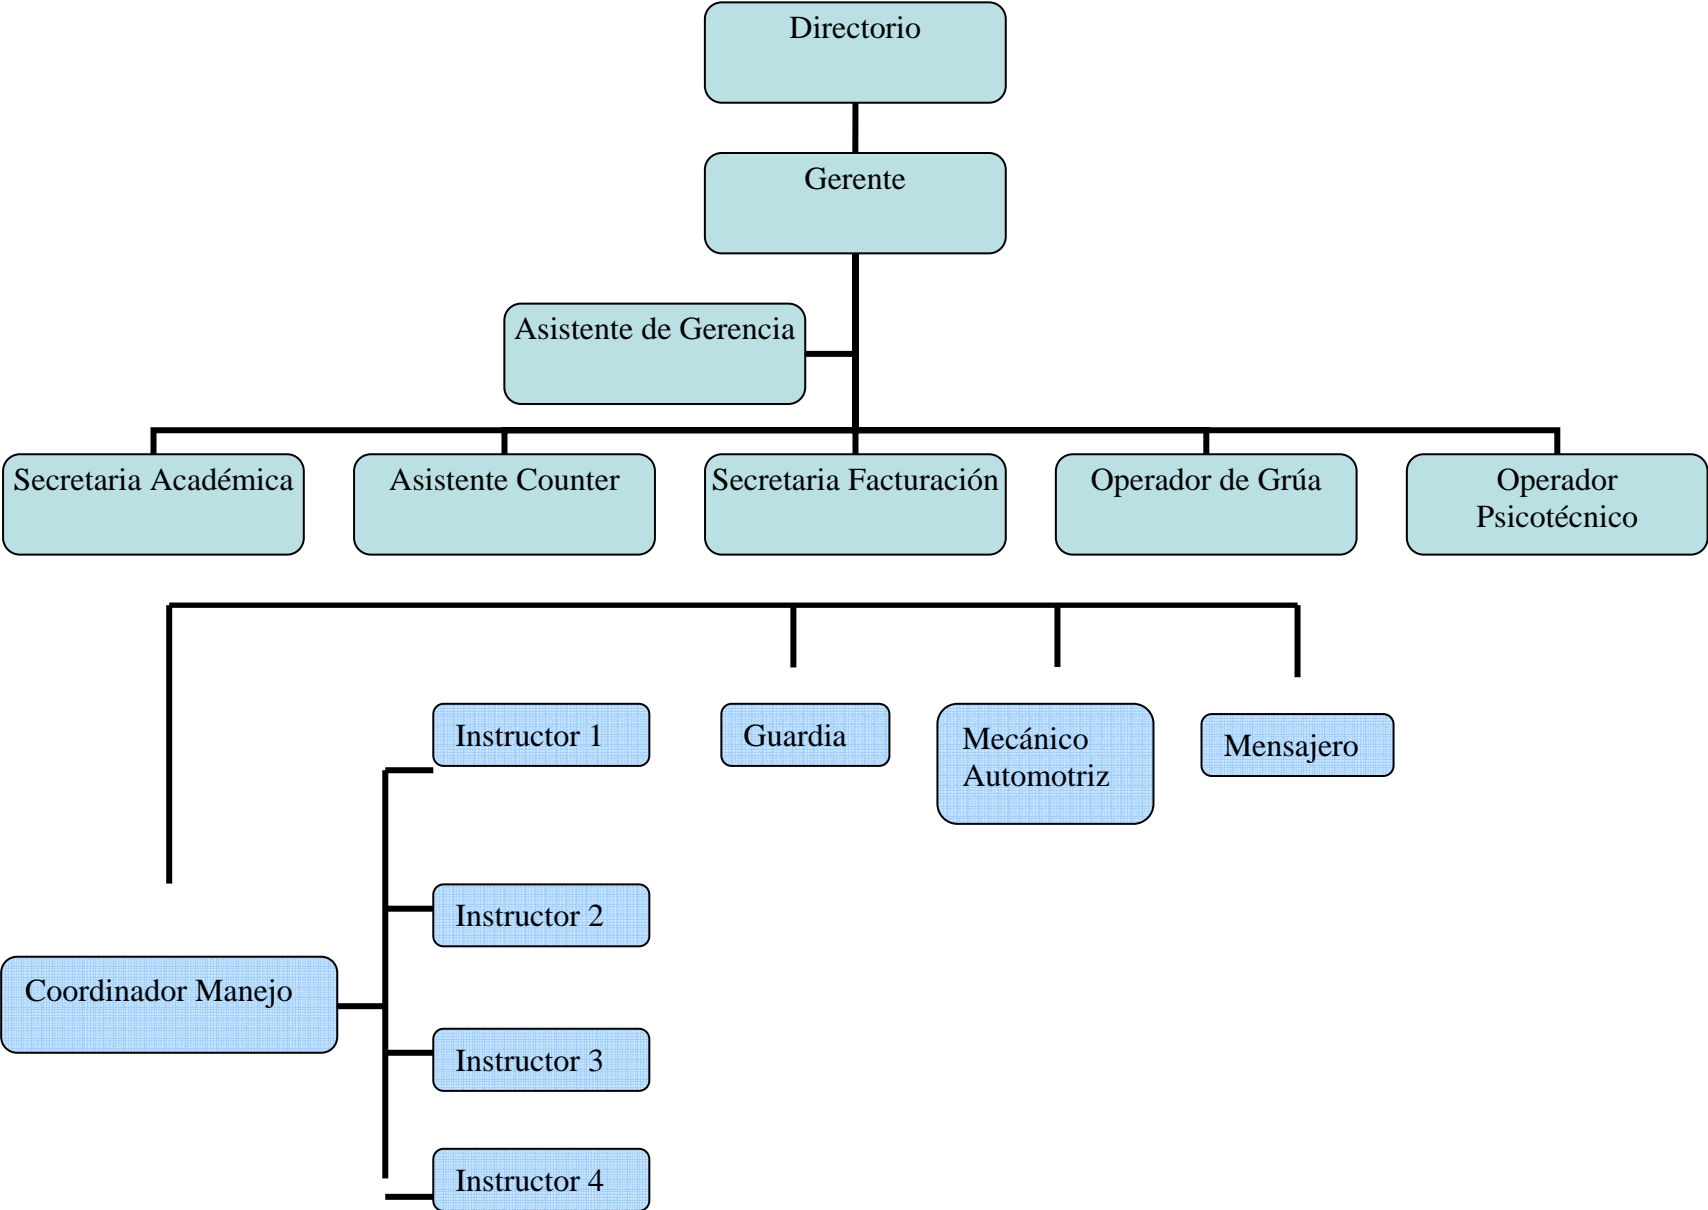 Directorio
Gerente
Asistente de Gerencia
Secretaria Académica
Asistente Counter
Secretaria Facturación
Operador de Grúa
Operador
Psicotécnico
Instructor 1
Guardia
Mecánico
Automotriz
Mensajero
Instructor 2
Coordinador Manejo
Instructor 3
Instructor 4